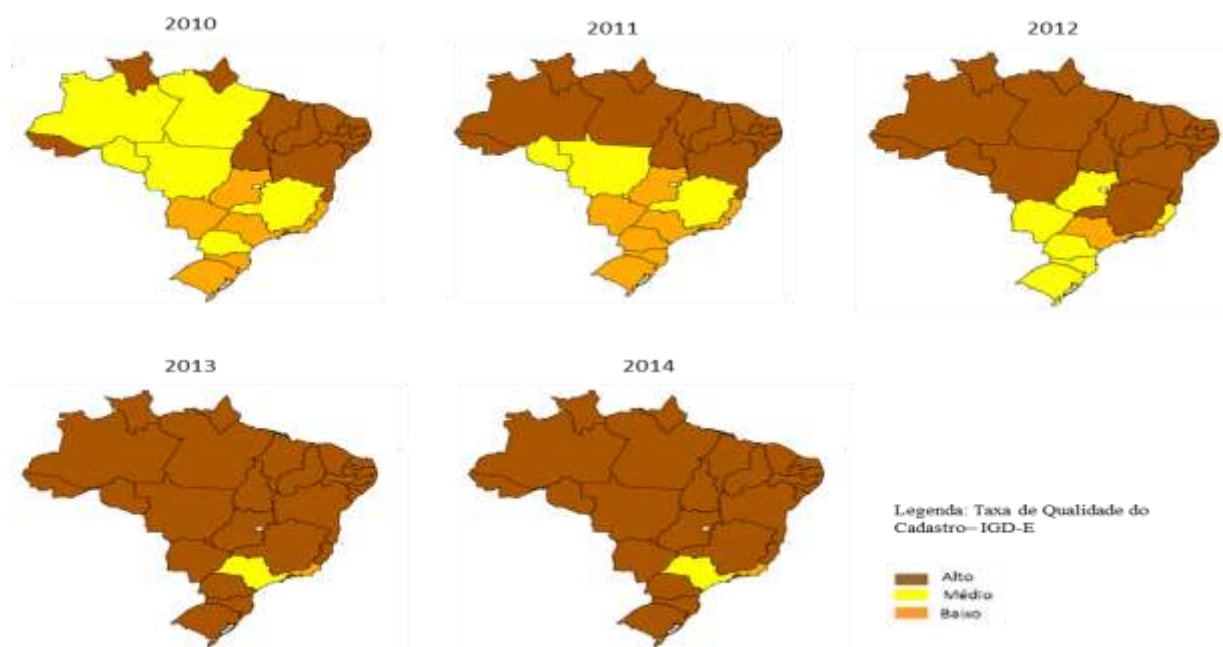 2010
2011
2012
2013
2014
Legenda: Taxa de Qualidade do
Cadastro– IGD-E
Alto
Médio
Baixo